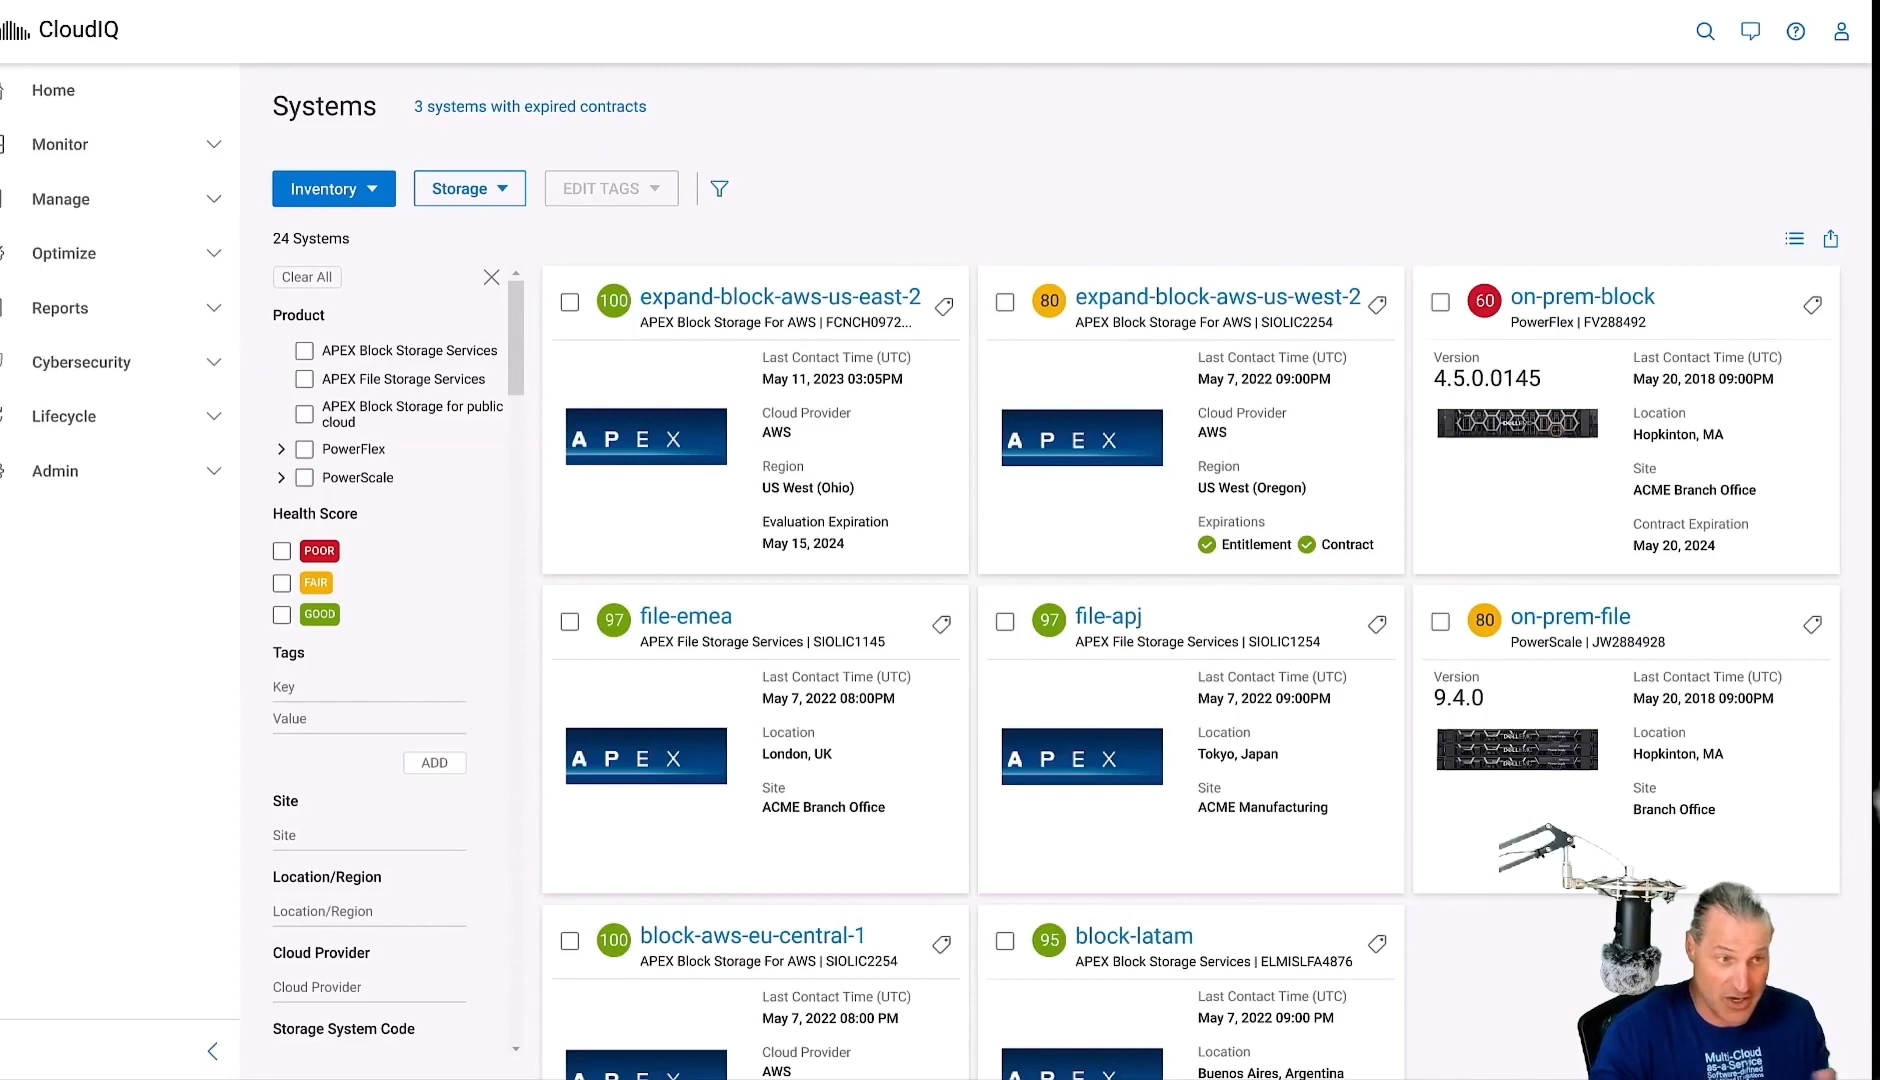 CloudIQ
Home
Monitor
Manage
Optimize
Reports
Cybersecurity
Lifecycle
Admin
Systems
3 systems with expired contracts
Inventory
Storage
EDIT TAGS
24 Systems
Clear All
Product
APEX Block Storage Services
APEX File Storage Services
APEX Block Storage for public
cloud
PowerFlex
PowerScale
Health Score
POOR
FAIR
GOOD
Tags
Key
Value
ADD
Site
Site
Location/Region
Location/Region
Cloud Provider
Cloud Provider
Storage System Code
100 expand-block-aws-us-east-2
APEX Block Storage For AWS | FCNCH0972...
Last Contact Time (UTC)
May 11, 2023 03:05PM
APEX
Cloud Provider
AWS
Region
US West (Ohio)
Evaluation Expiration
May 15, 2024
80 expand-block-aws-us-west-2
APEX Block Storage For AWS | SIOLIC2254
Last Contact Time (UTC)
May 7, 2022 09:00PM
APEX
Cloud Provider
AWS
Region
US West (Oregon)
Expirations
Entitlement Contract
60 on-prem-block
PowerFlex | FV288492
Version
4.5.0.0145
Last Contact Time (UTC)
May 20, 2018 09:00PM
Location
Hopkinton, MA
Site
ACME Branch Office
Contract Expiration
May 20, 2024
97 file-emea
APEX File Storage Services | SIOLIC1145
Last Contact Time (UTC)
May 7, 2022 08:00PM
APEX
Location
London, UK
Site
ACME Branch Office
97 file-apj
APEX File Storage Services | SIOLIC1254
Last Contact Time (UTC)
May 7, 2022 09:00PM
APEX
Location
Tokyo, Japan
Site
ACME Manufacturing
80 on-prem-file
PowerScale | JW2884928
Version
9.4.0
Last Contact Time (UTC)
May 20, 2018 09:00PM
Location
Hopkinton, MA
Site
Branch Office
100 block-aws-eu-central-1
APEX Block Storage For AWS | SIOLIC2254
Last Contact Time (UTC)
May 7, 2022 08:00 PM
Cloud Provider
AWS
APEX
95 block-latam
APEX Block Storage Services | ELMISLFA4876
Last Contact Time (UTC)
May 7, 2022 09:00 PM
Location
Buenos Aires, Argentina
APEX
Multi-Cloud
as-a-Service
Software-defined